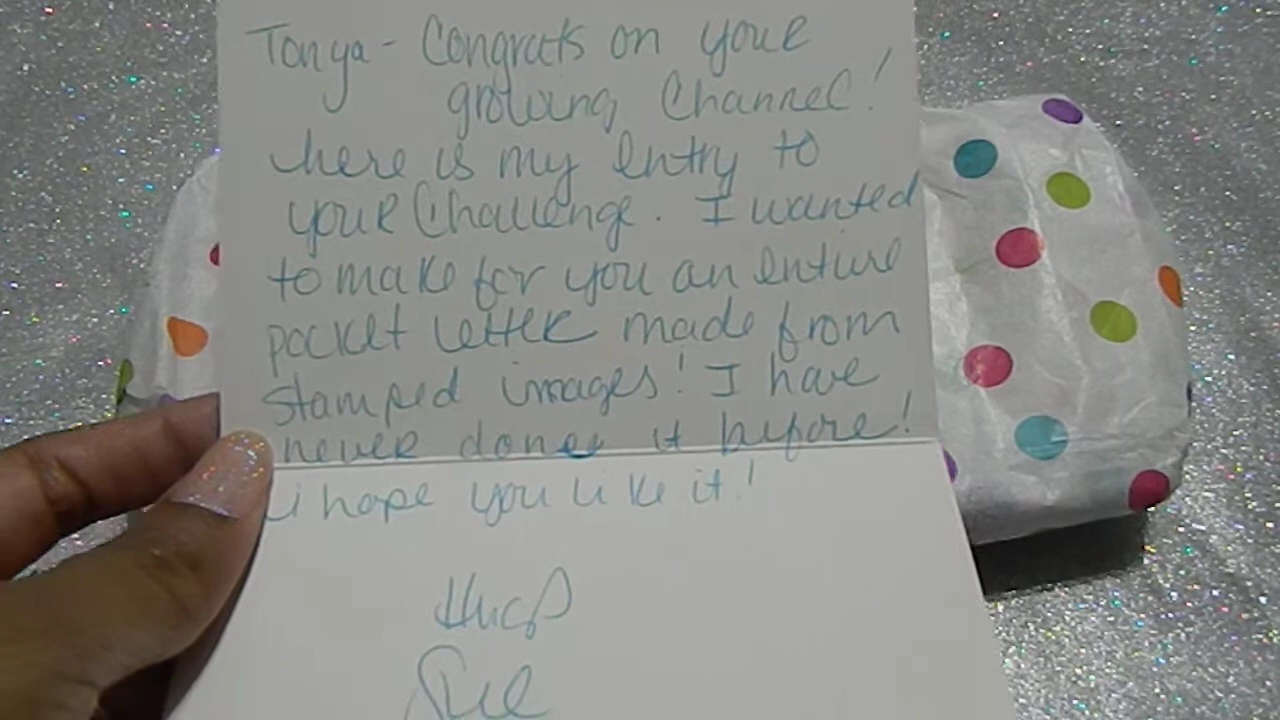 Tonya - Congrats on your
growing Channel!
here is my entry to
your Challenge. I wanted
to make for you an entire
pocket letter made from
stamped images! I have
never done it before!
i hope you like it!
Hugs
Sue